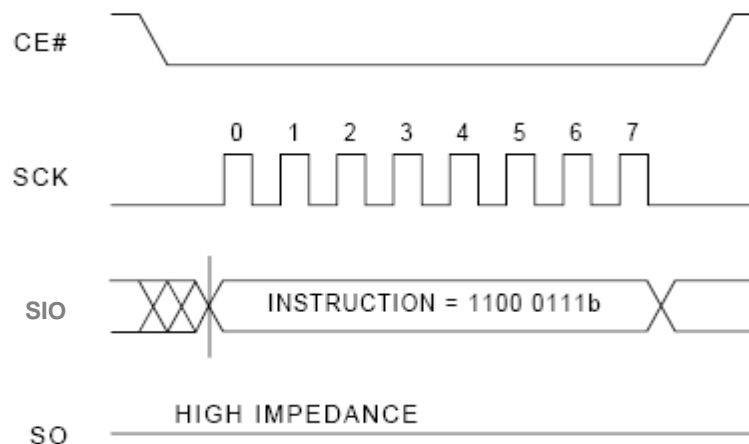 CE#
0 1 2 3 4 5 6 7
SCK
SIO INSTRUCTION = 1100 0111b
HIGH IMPEDANCE
SO